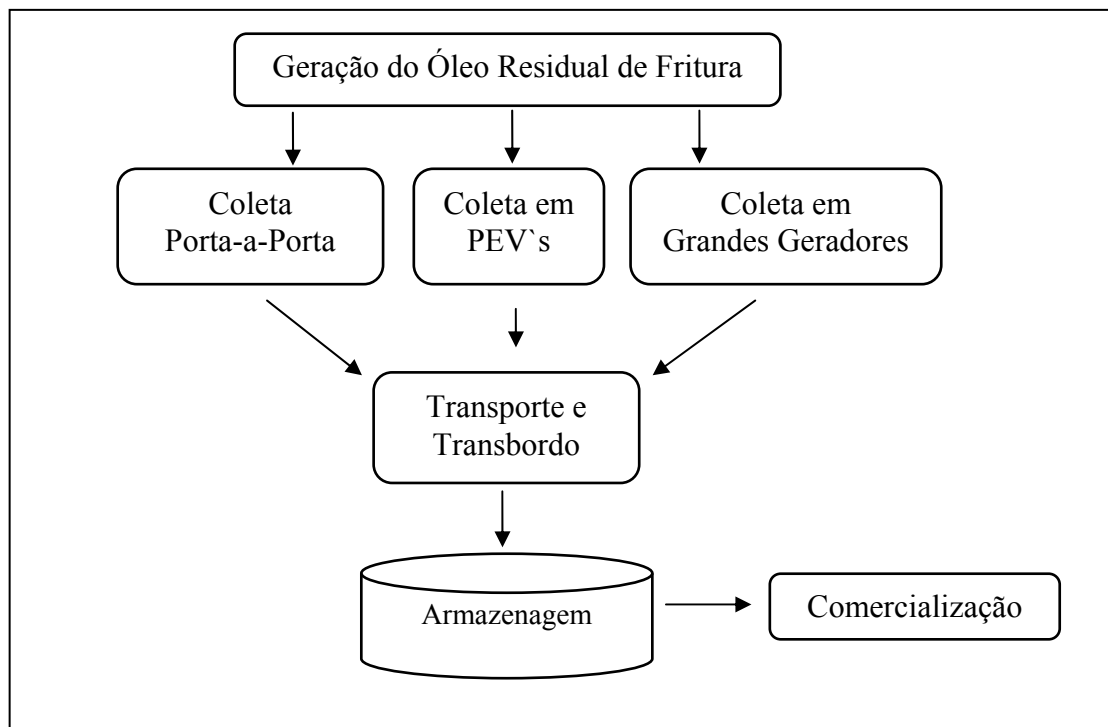 Geração do Óleo Residual de Fritura
Coleta
Porta-a-Porta
Coleta em
PEV`s
Coleta em
Grandes Geradores
Transporte e
Transbordo
Armazenagem
Comercialização